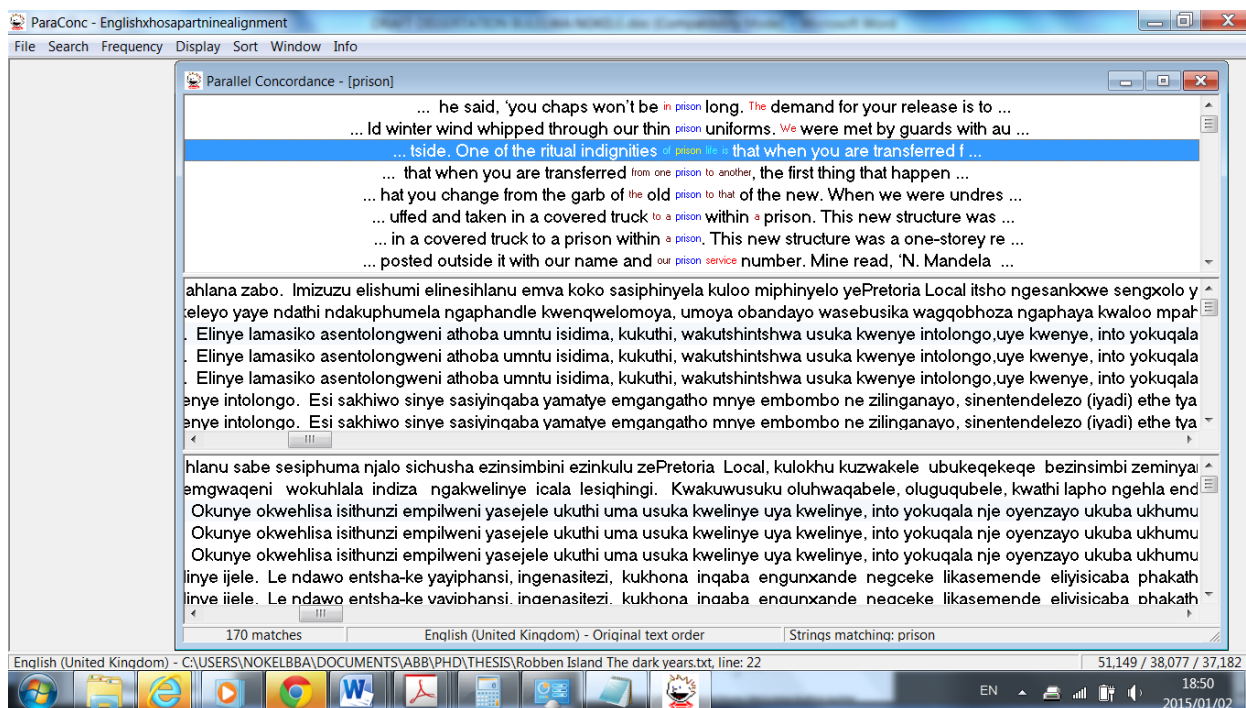 ParaConc - Englishxhosapartninealignment
File Search Frequency Display Sort Window Info
Parallel Concordance - [prison]
... he said, ‘you chaps won’t be in prison long. The demand for your release is to ...
... ld winter wind whipped through our thin prison uniforms. We were met by guards with au ...
... tside. One of the ritual indignities of prison life is that when you are transferred f ...
... that when you are transferred from one prison to another, the first thing that happen ...
... hat you change from the garb of the old prison to that of the new. When we were undres ...
... uffed and taken in a covered truck to a prison within a prison. This new structure was ...
... in a covered truck to a prison within a prison. This new structure was a one-storey re ...
... posted outside it with our name and our prison service number. Mine read, ‘N. Mandela ...
ahlana zabo. Imizuzu elishumi elinesihlanu emva koko sasiphinyela kuloo miphinyelo yePretoria Local itsho ngesankxwe sengxolo y
eleyo yaye ndathi ndakuphumela ngaphandle kwenqwelomoya, umoya obandayo wasebusika wagqobhoza ngaphaya kwaloo mpah
. Elinye lamasiko asentolongweni athoba umntu isidima, kukuthi, wakutshintshwa usuka kwenye intolongo,uye kwenye, into yokuqala
. Elinye lamasiko asentolongweni athoba umntu isidima, kukuthi, wakutshintshwa usuka kwenye intolongo,uye kwenye, into yokuqala
. Elinye lamasiko asentolongweni athoba umntu isidima, kukuthi, wakutshintshwa usuka kwenye intolongo,uye kwenye, into yokuqala
enye intolongo. Esi sakhiwo sinye sasiyinqaba yamatye emgangatho mnye embombo ne zilinganayo, sinentendelezo (iyadi) ethe tya
enye intolongo. Esi sakhiwo sinye sasiyinqaba yamatye emgangatho mnye embombo ne zilinganayo, sinentendelezo (iyadi) ethe tya
hlanu sabe sesiphuma njalo sichusha ezinsimbini ezinkulu zePretoria Local, kulokhu kuzwakele ubukeqekeqe bezinsimbi zeminyai
emgwaqeni wokuhlala indiza ngakwelinye icala lesiqhingi. Kwakuwusuku oluhwaqabele, oluguqubele, kwathi lapho ngehla end
Okunye okwehlisa isithunzi empilweni yasejele ukuthi uma usuka kwelinye uya kwelinye, into yokuqala nje oyenzayo ukuba ukhumu
Okunye okwehlisa isithunzi empilweni yasejele ukuthi uma usuka kwelinye uya kwelinye, into yokuqala nje oyenzayo ukuba ukhumu
Okunye okwehlisa isithunzi empilweni yasejele ukuthi uma usuka kwelinye uya kwelinye, into yokuqala nje oyenzayo ukuba ukhumu
linye ijele. Le ndawo entsha-ke yayiphansi, ingenasitezi, kukhona inqaba engunxande negceke likasemende eliyisicaba phakath
linye ijele. Le ndawo entsha-ke yayiphansi, ingenasitezi, kukhona inqaba engunxande negceke likasemende eliyisicaba phakath
170 matches English (United Kingdom) - Original text order Strings matching: prison
English (United Kingdom) - C:\USERS\NOKELBBA\DOCUMENTS\ABB\PHD\THESIS\Robben Island The dark years.txt, line: 22 51,149 / 38,077 / 37,182
EN 18:50
2015/01/02